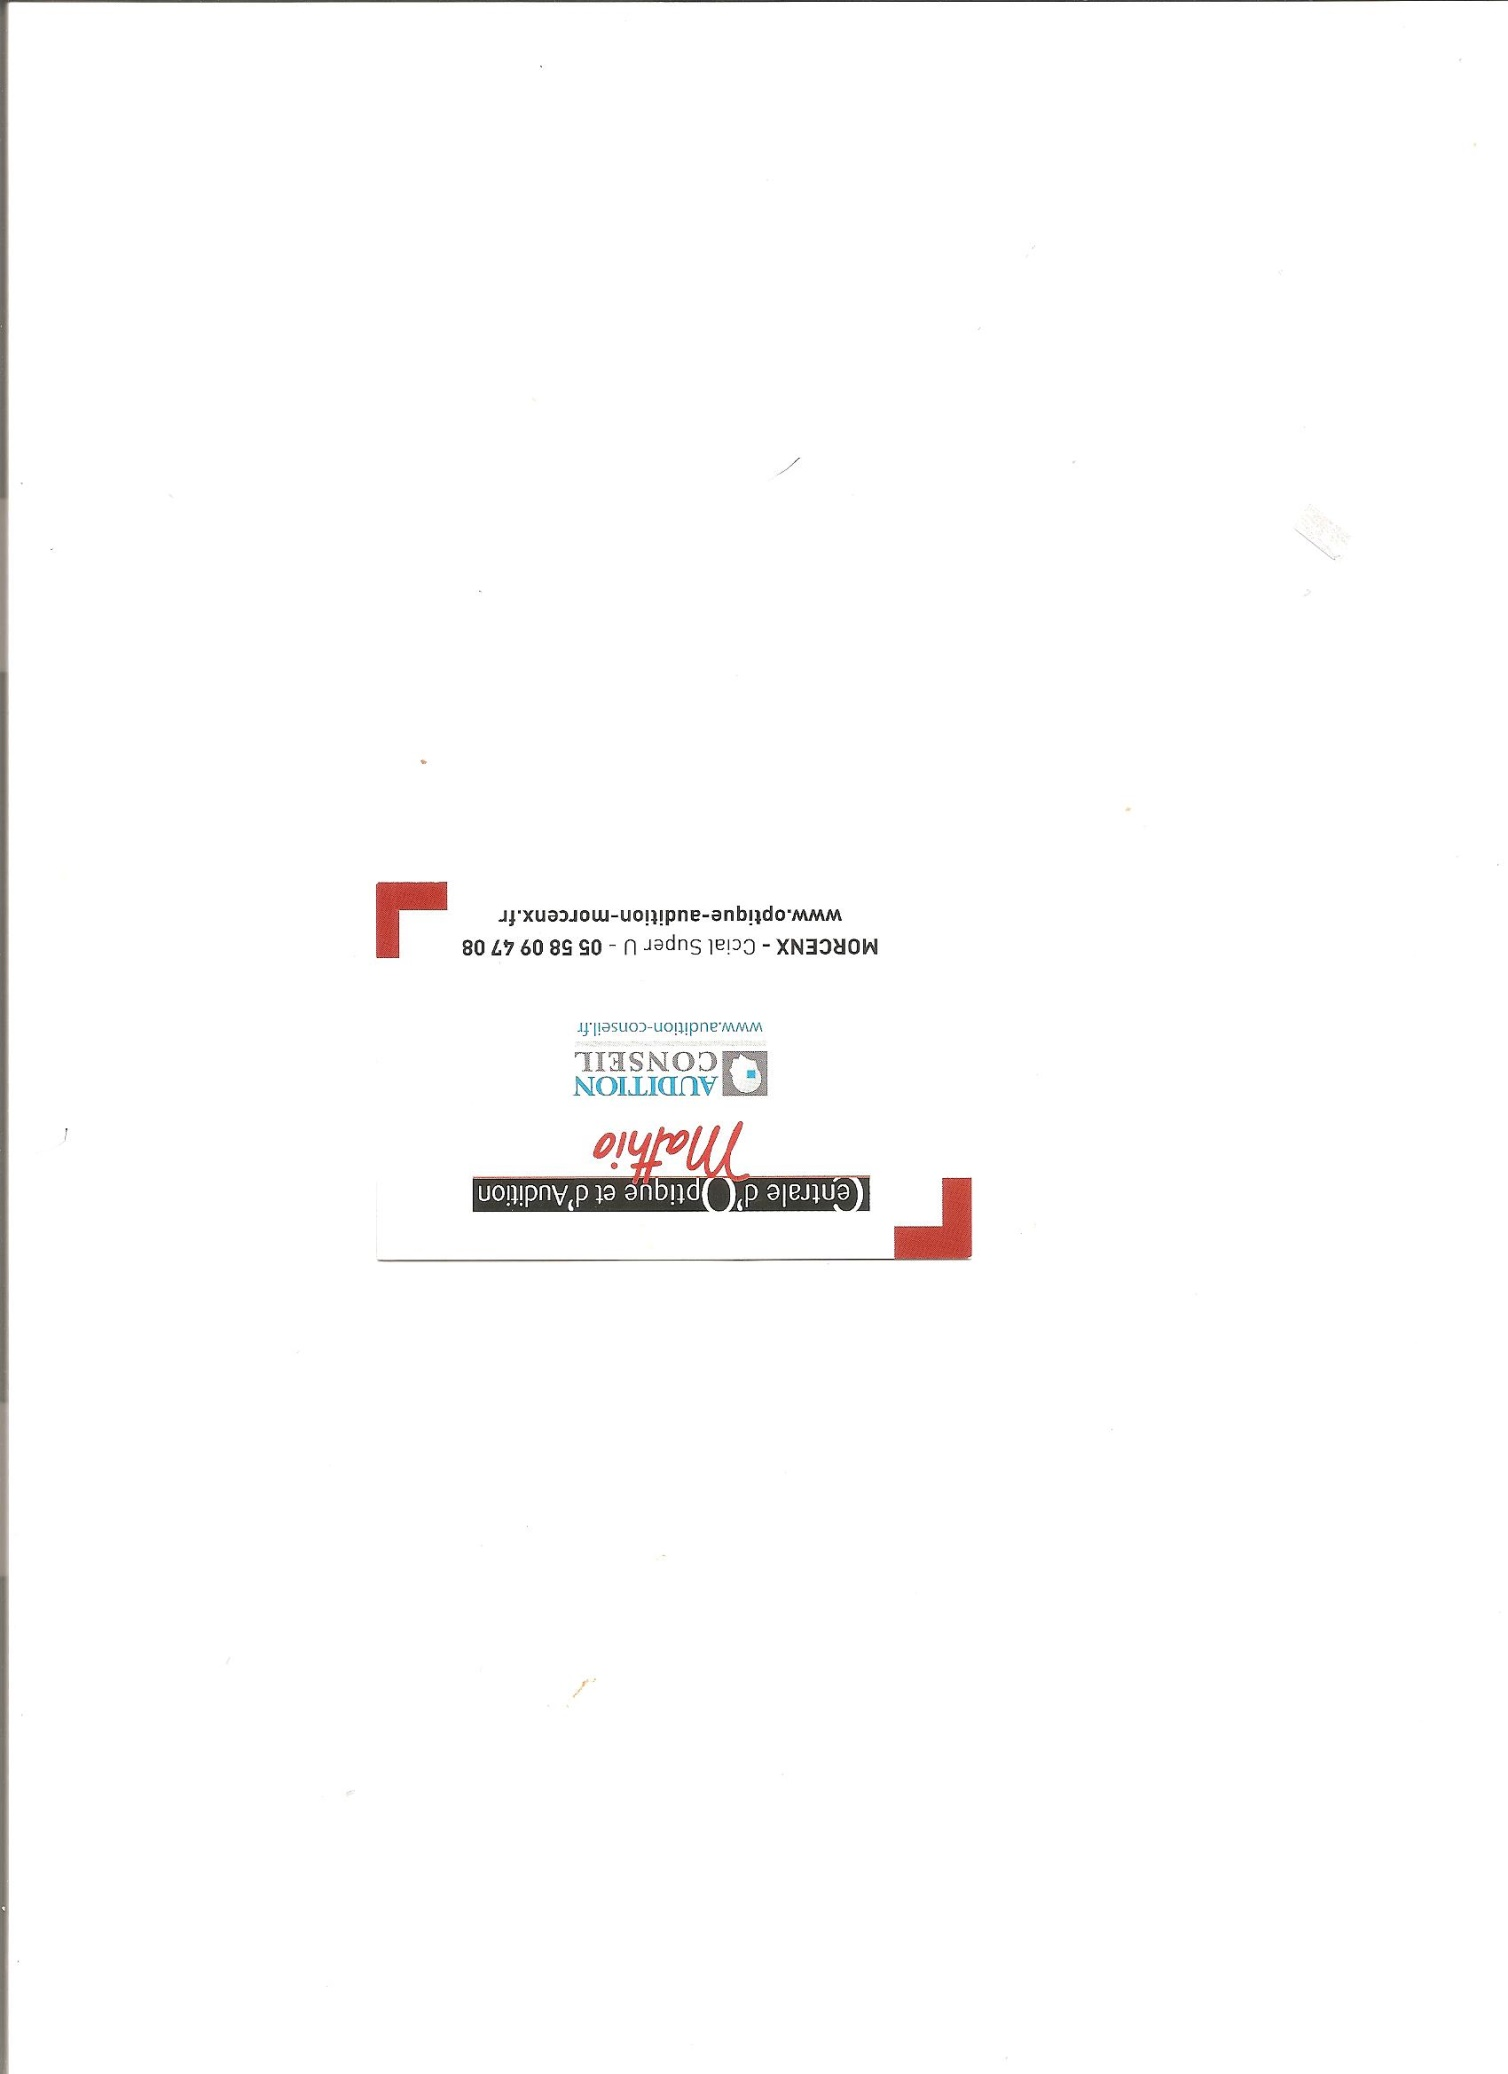 Centrale d'Optique et d'Audition
Mathio
AUDITION
CONSEIL
www.audition-conseil.fr
MORCENX - Ccial Super U - 05 58 09 47 08
www.optique-audition-morcenx.fr